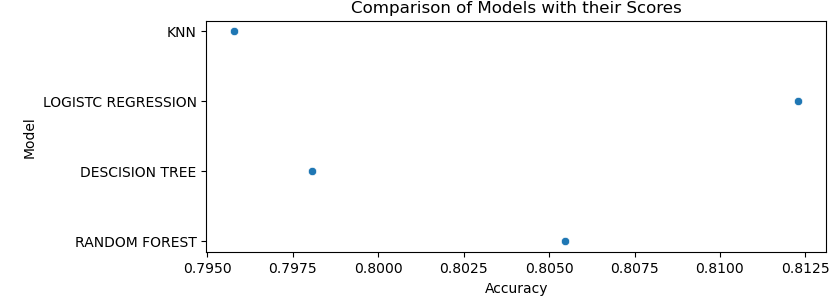 Comparison of Models with their Scores
KNN
LOGISTC REGRESSION
DESCISION TREE
RANDOM FOREST
Model
0.7950 0.7975 0.8000 0.8025 0.8050 0.8075 0.8100 0.8125
Accuracy